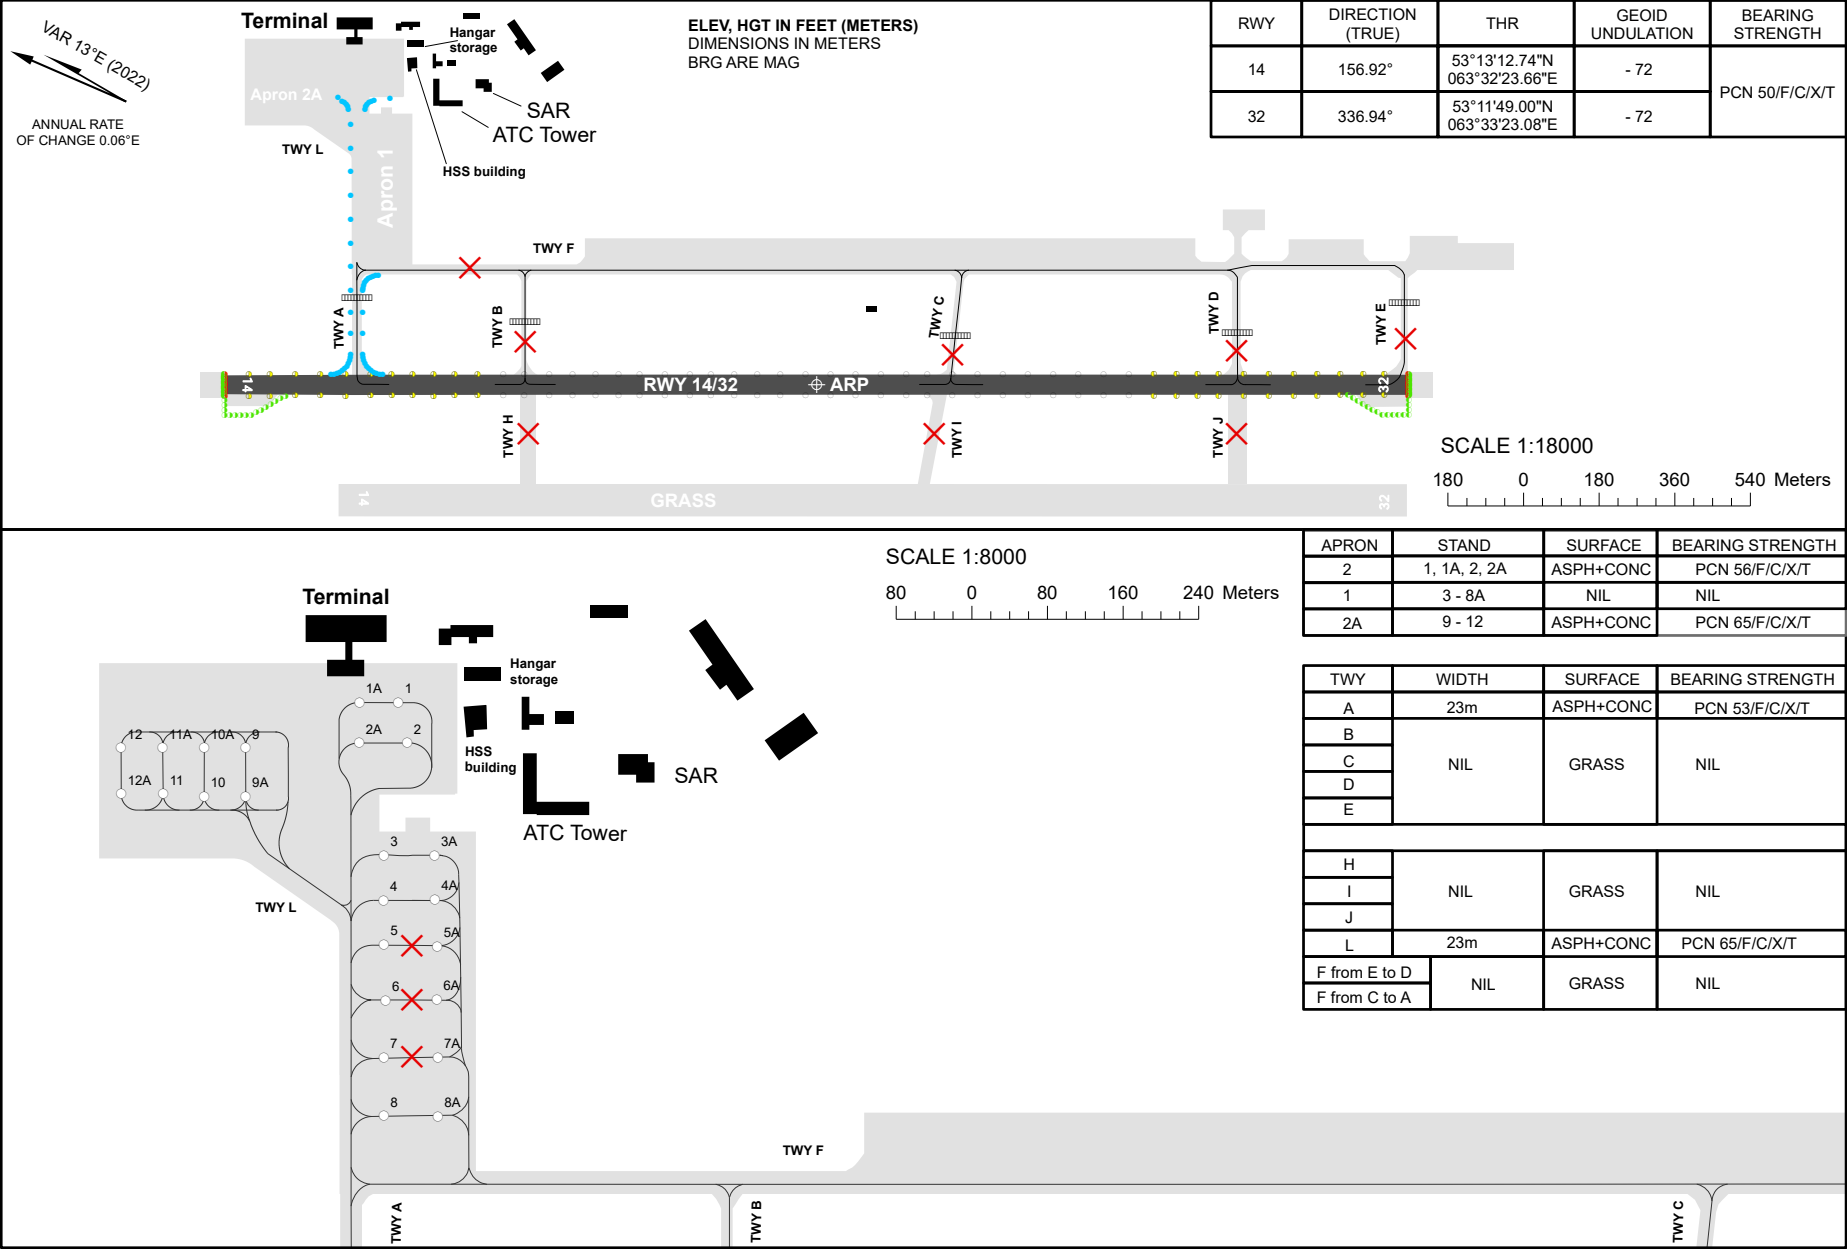 VAR 13°E (2022)
ANNUAL RATE
OF CHANGE 0.06°E
Terminal
Hangar
storage
Apron 2A
SAR
ATC Tower
HSS building
TWY L
Apron 1
ELEV, HGT IN FEET (METERS)
DIMENSIONS IN METERS
BRG ARE MAG
RWY
DIRECTION
(TRUE)
THR
GEOID
UNDULATION
BEARING
STRENGTH
14
156.92°
53°13'12.74"N
063°32'23.66"E
- 72
PCN 50/F/C/X/T
32
336.94°
53°11'49.00"N
063°33'23.08"E
- 72
TWY F
TWY A
TWY B
TWY C
TWY D
TWY E
14
RWY 14/32
ARP
32
TWY H
TWY I
TWY J
14
GRASS
32
SCALE 1:18000
180 0 180 360 540 Meters
SCALE 1:8000
80 0 80 160 240 Meters
APRON STAND SURFACE BEARING STRENGTH
2 1, 1A, 2, 2A ASPH+CONC PCN 56/F/C/X/T
1 3 - 8A NIL NIL
2A 9 - 12 ASPH+CONC PCN 65/F/C/X/T
TWY WIDTH SURFACE BEARING STRENGTH
A 23m ASPH+CONC PCN 53/F/C/X/T
B
C
D
E
NIL GRASS NIL
H
I
J
NIL GRASS NIL
L 23m ASPH+CONC PCN 65/F/C/X/T
F from E to D
F from C to A
NIL GRASS NIL
Terminal
Hangar
storage
HSS
building
SAR
ATC Tower
1A 1
2A 2
12 11A 10A 9
12A 11 10 9A
TWY L
3 3A
4 4A
5 5A
6 6A
7 7A
8 8A
TWY F
TWY A
TWY B
TWY C